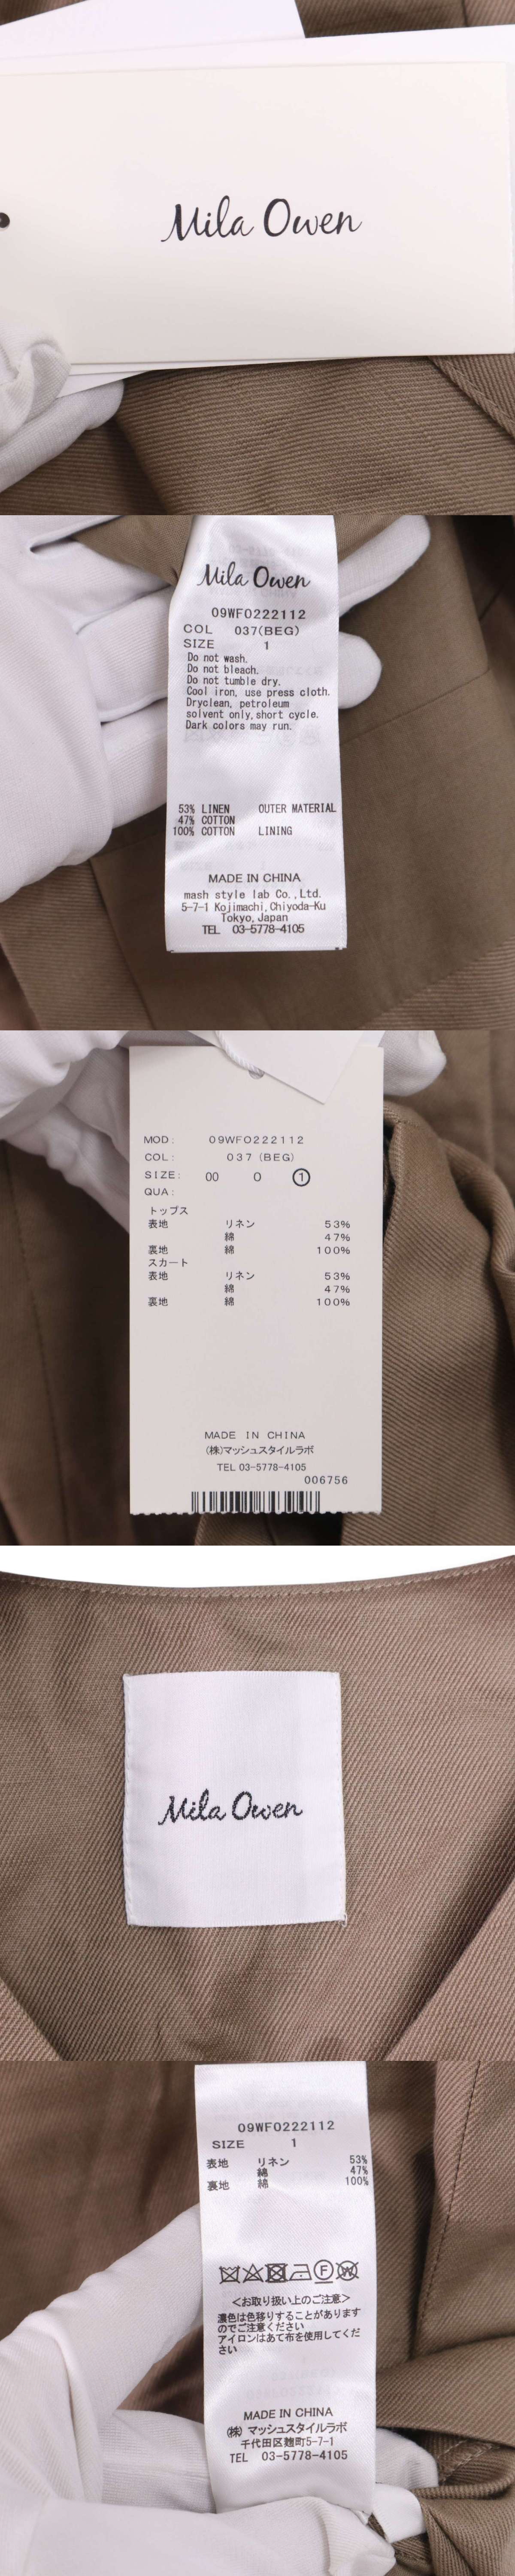 Mila Owen
Mila Owen
09WFO222112
COL 037(BEG)
SIZE 1
Do not wash.
Do not bleach.
Do not tumble dry.
Cool iron, use press cloth.
Dryclean, petroleum
solvent only, short cycle.
Dark colors may run.
53% LINEN OUTER MATERIAL
47% COTTON
100% COTTON LINING
MADE IN CHINA
mash style lab Co.,Ltd.
5-7-1 Kojimachi, Chiyoda-Ku
Tokyo, Japan
TEL 03-5778-4105
MOD: 09WFO222112
COL: 037 (BEG)
SIZE: 00 0 1
QUA:
トップス
表地 リネン 53%
綿 47%
裏地 綿 100%
スカート
表地 リネン 53%
綿 47%
裏地 綿 100%
MADE IN CHINA
(株)マッシュスタイルラボ
TEL 03-5778-4105
006756
Mila Owen
09WFO222112
SIZE 1
表地 リネン 53%
綿 47%
裏地 綿 100%
F W
<お取り扱い上のご注意>
濃色は色移りすることがあります
のでご注意ください
アイロンはあて布を使用してくだ
さい
MADE IN CHINA
(株) マッシュスタイルラボ
千代田区麹町5-7-1
TEL 03-5778-4105